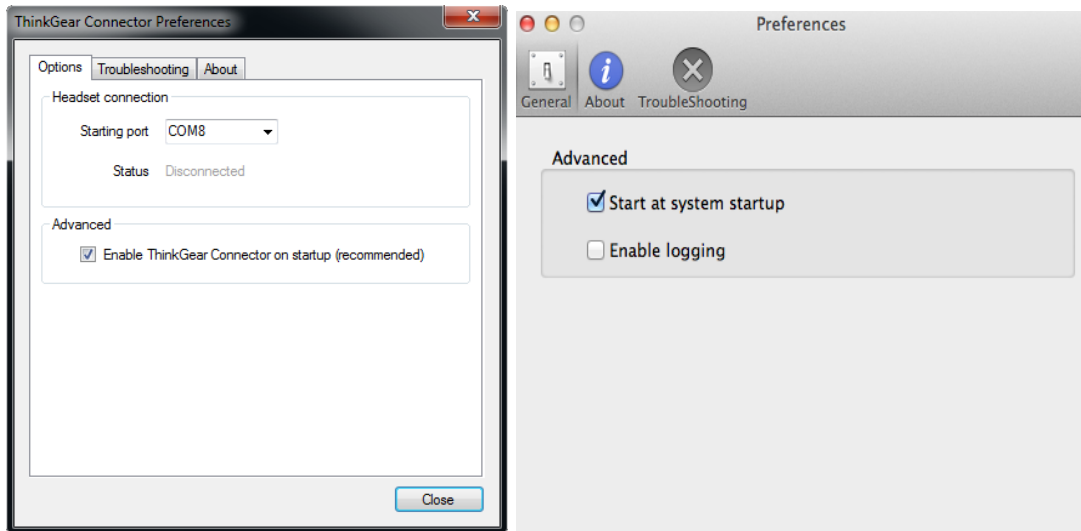 ThinkGear Connector Preferences
Options Troubleshooting About
Headset connection
Starting port COM8
Status Disconnected
Advanced
Enable ThinkGear Connector on startup (recommended)
Close
Preferences
General About TroubleShooting
Advanced
Start at system startup
Enable logging